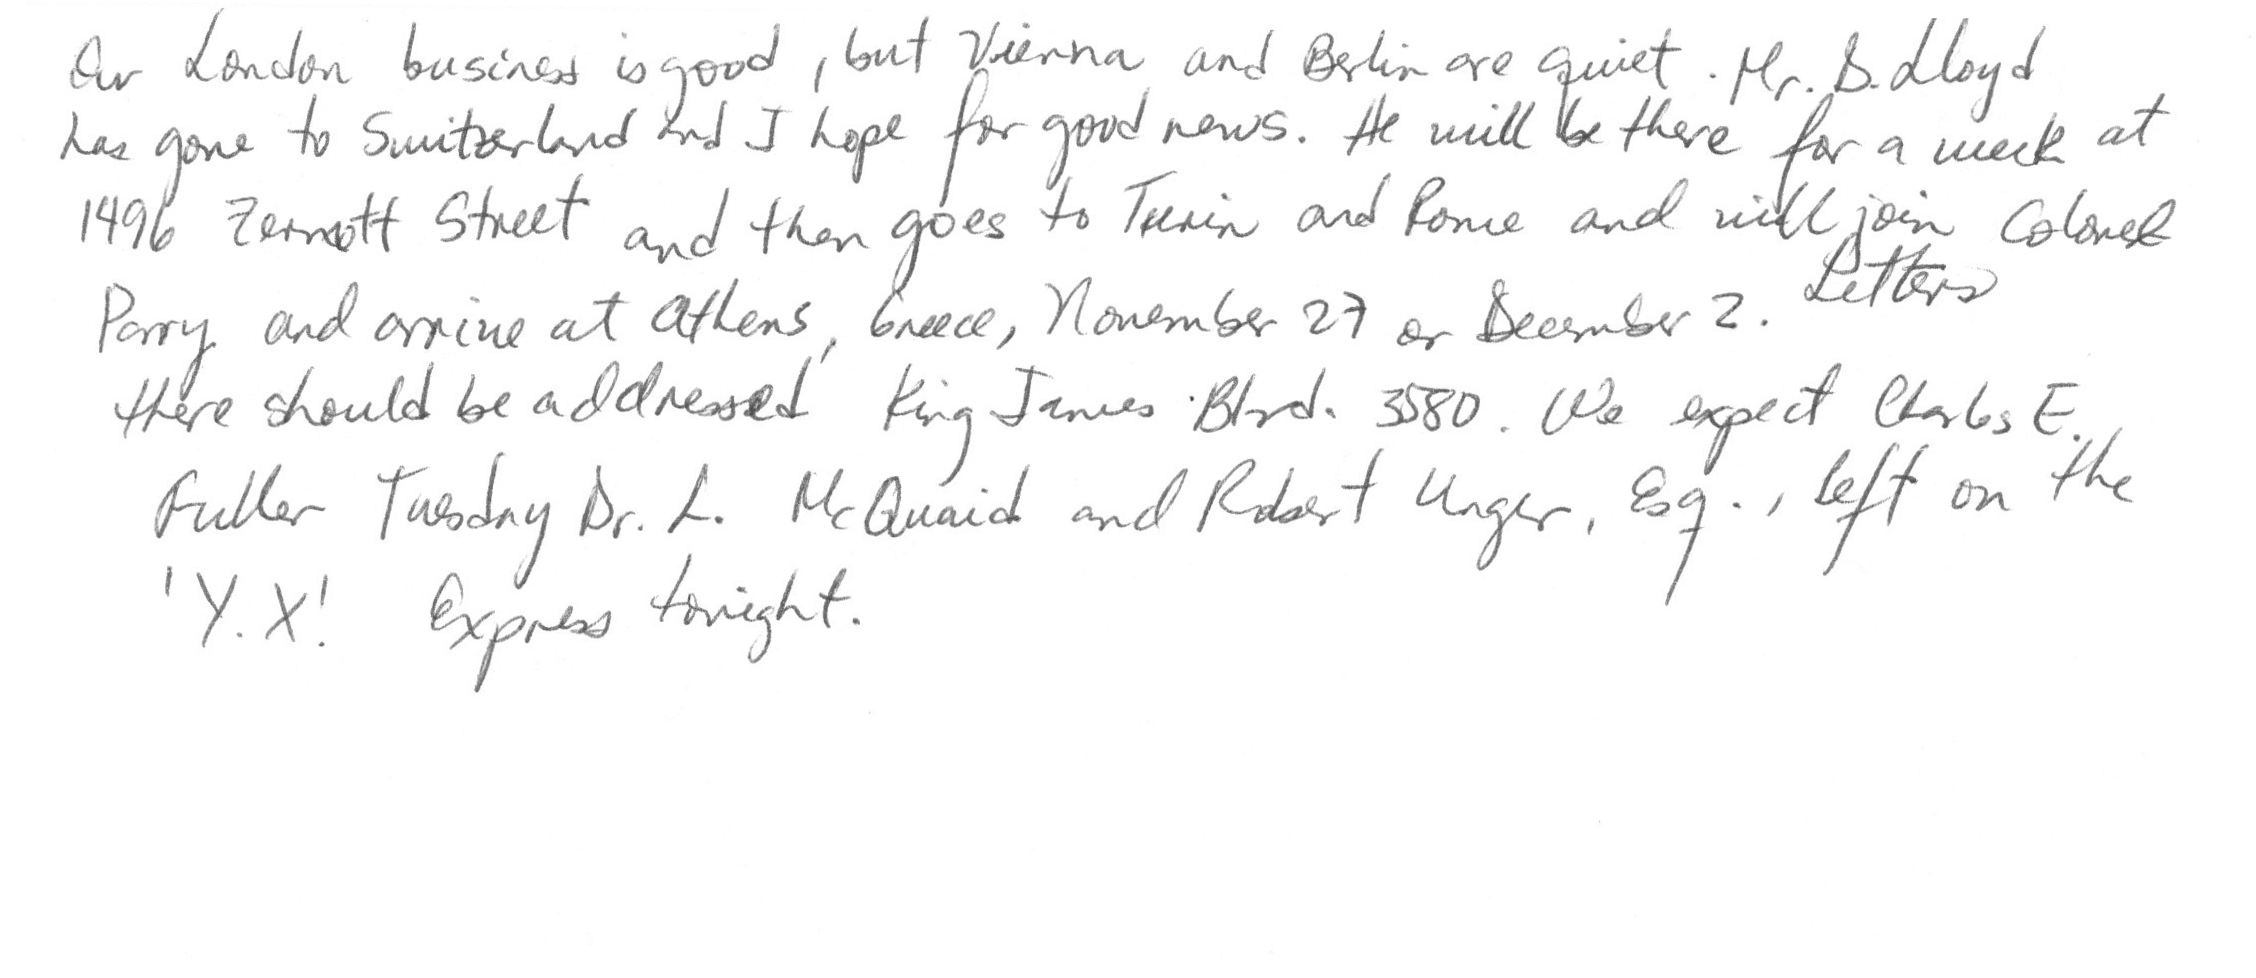 Our London business is good, but Vienna and Berlin are quiet. Mr. D. Lloyd
has gone to Switzerland and I hope for good news. He will be there for a week at
1496 Zermott Street and then goes to Turin and Rome and will join Colonel
Parry and arrive at Athens, Greece, November 27 or December 2. Letters
there should be addressed King James Blvd. 3580. We expect Charles E.
Fuller Tuesday Dr. L. McQuaid and Robert Unger, Esq., left on the
'Y.X.' Express tonight.